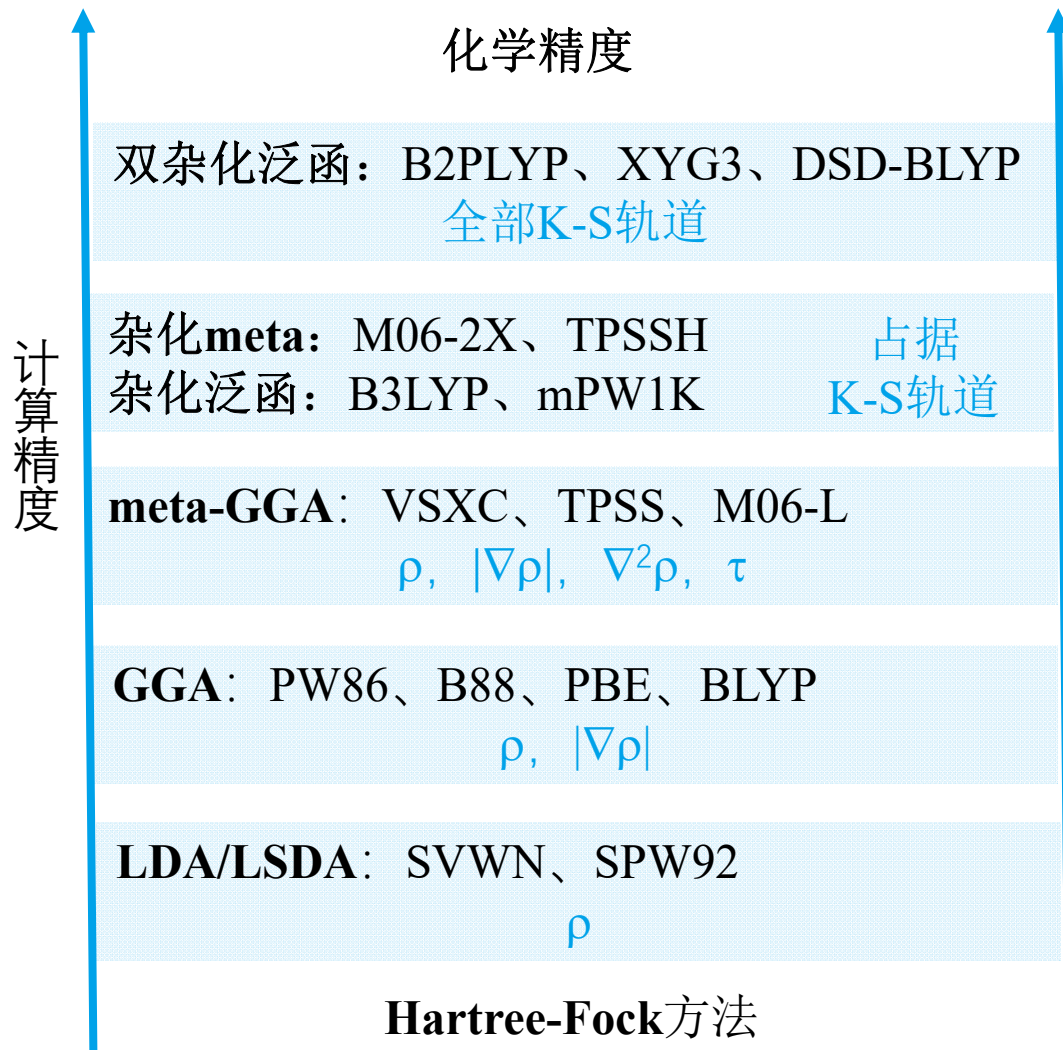 化学精度
双杂化泛函：B2PLYP、XYG3、DSD-BLYP
全部K-S轨道
杂化meta：M06-2X、TPSSH
杂化泛函：B3LYP、mPW1K
占据
K-S轨道
meta-GGA：VSXC、TPSS、M06-L
ρ, |∇ρ|, ∇²ρ, τ
GGA：PW86、B88、PBE、BLYP
ρ, |∇ρ|
LDA/LSDA：SVWN、SPW92
ρ
Hartree-Fock方法
计算精度